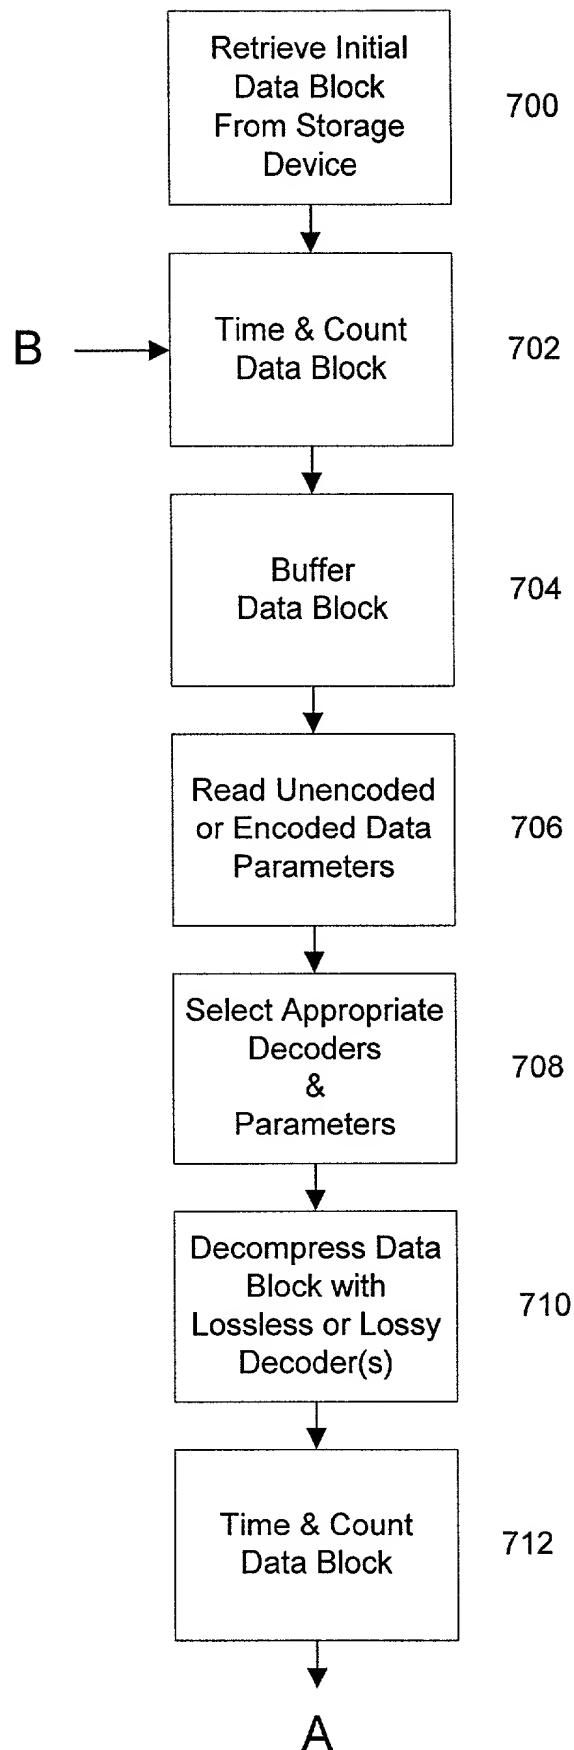 Retrieve Initial
Data Block
From Storage
Device
700
B
Time & Count
Data Block
702
Buffer
Data Block
704
Read Unencoded
or Encoded Data
Parameters
706
Select Appropriate
Decoders
&
Parameters
708
Decompress Data
Block with
Lossless or Lossy
Decoder(s)
710
Time & Count
Data Block
712
A